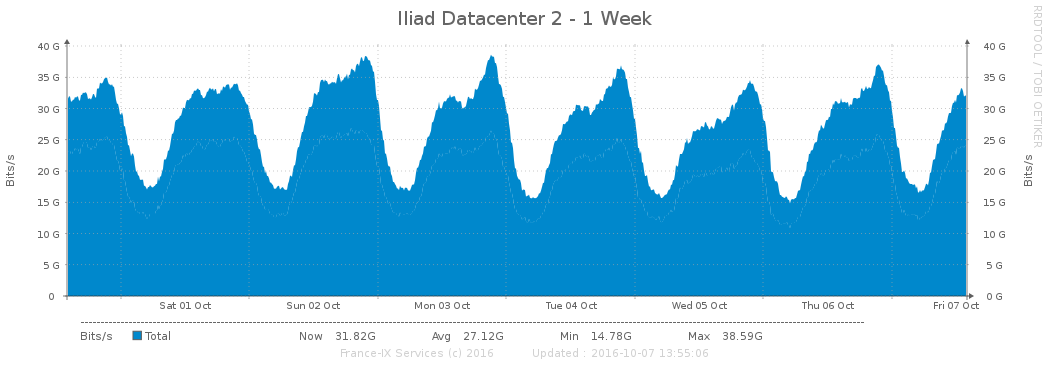 Iliad Datacenter 2 - 1 Week
RRDTOOL / TOBI OETIKER
40 G 40 G
35 G 35 G
30 G 30 G
25 G 25 G
20 G 20 G
15 G 15 G
10 G 10 G
5 G 5 G
0 0 G
Bits/s Bits/s
Sat 01 Oct Sun 02 Oct Mon 03 Oct Tue 04 Oct Wed 05 Oct Thu 06 Oct Fri 07 Oct
Bits/s Total Now 31.82G Avg 27.12G Min 14.78G Max 38.59G
France-IX Services (c) 2016 Updated : 2016-10-07 13:55:06